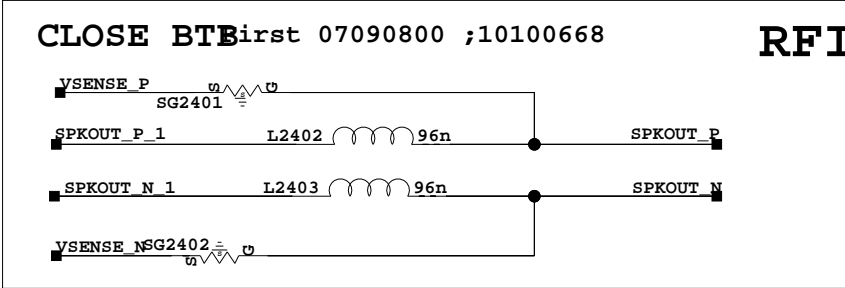 CLOSE BTB First 07090800 ;10100668 RFI
VSENSE_P S G
SG2401 S
SPKOUT_P_1 L2402 96n SPKOUT_P
SPKOUT_N_1 L2403 96n SPKOUT_N
VSENSE_N SG2402 S G
S